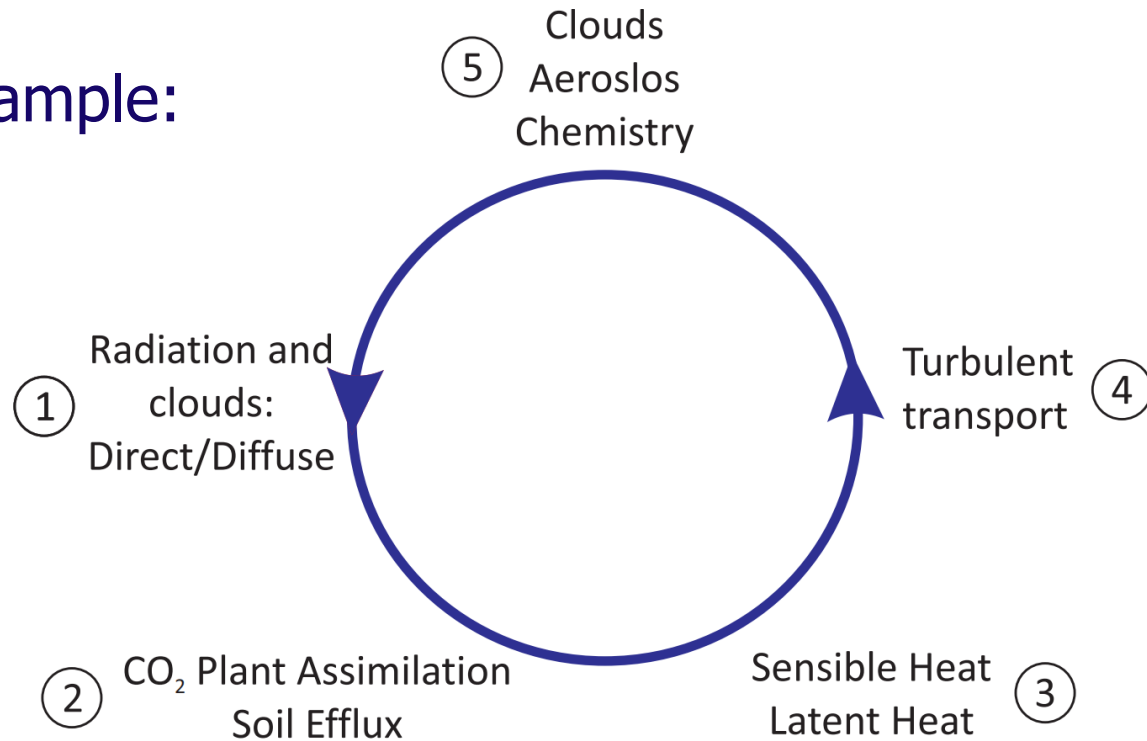 ample:
5
Clouds
Aeroslos
Chemistry
1
Radiation and
clouds:
Direct/Diffuse
Turbulent
transport
4
2
CO₂ Plant Assimilation
Soil Efflux
Sensible Heat
Latent Heat
3